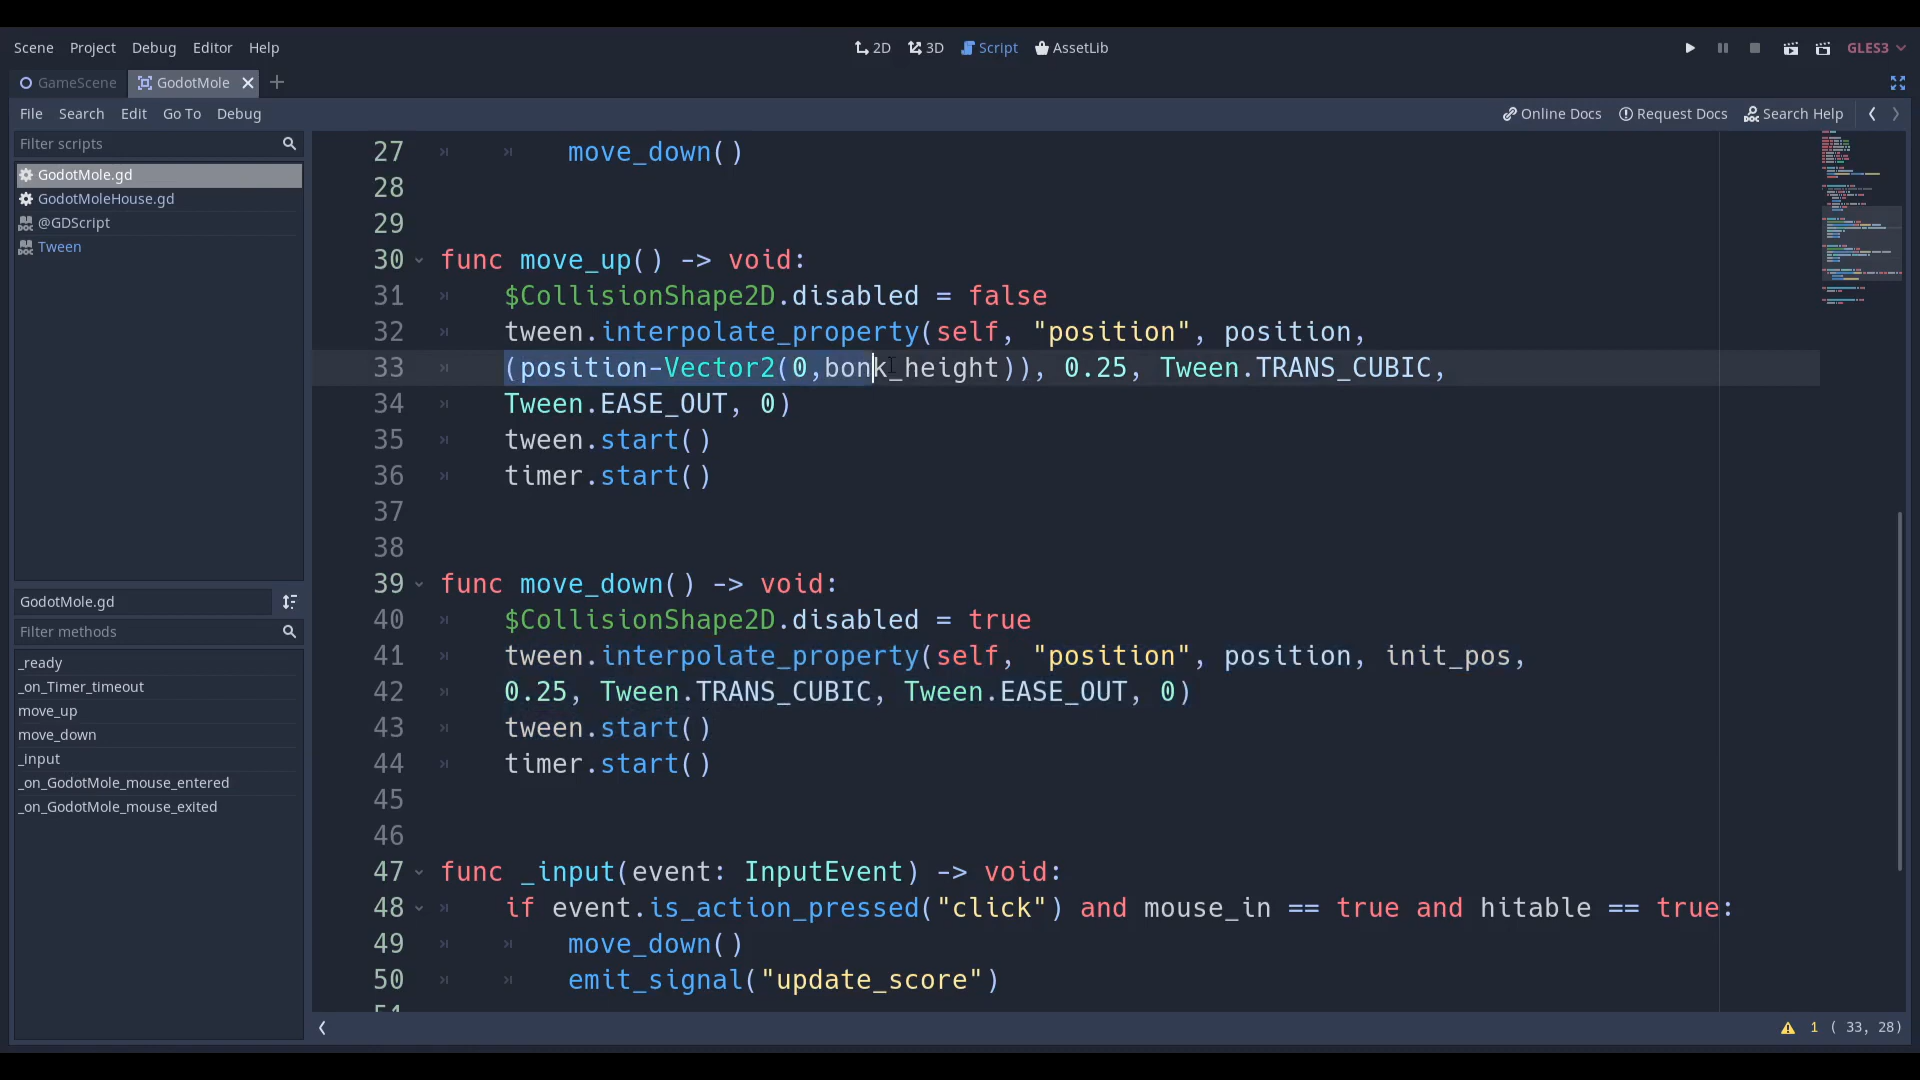 Scene Project Debug Editor Help 2D 3D Script AssetLib GLES3
GameScene GodotMole
File Search Edit Go To Debug Online Docs Request Docs Search Help
Filter scripts
GodotMole.gd
GodotMoleHouse.gd
@GDScript
Tween
GodotMole.gd
Filter methods
_ready
_on_Timer_timeout
move_up
move_down
_input
_on_GodotMole_mouse_entered
_on_GodotMole_mouse_exited
27 move_down()
28
29
30 func move_up() -> void:
31 $CollisionShape2D.disabled = false
32 tween.interpolate_property(self, "position", position,
33 (position-Vector2(0,bonk_height)), 0.25, Tween.TRANS_CUBIC,
34 Tween.EASE_OUT, 0)
35 tween.start()
36 timer.start()
37
38
39 func move_down() -> void:
40 $CollisionShape2D.disabled = true
41 tween.interpolate_property(self, "position", position, init_pos,
42 0.25, Tween.TRANS_CUBIC, Tween.EASE_OUT, 0)
43 tween.start()
44 timer.start()
45
46
47 func _input(event: InputEvent) -> void:
48 if event.is_action_pressed("click") and mouse_in == true and hitable == true:
49 move_down()
50 emit_signal("update_score")
1 ( 33, 28)